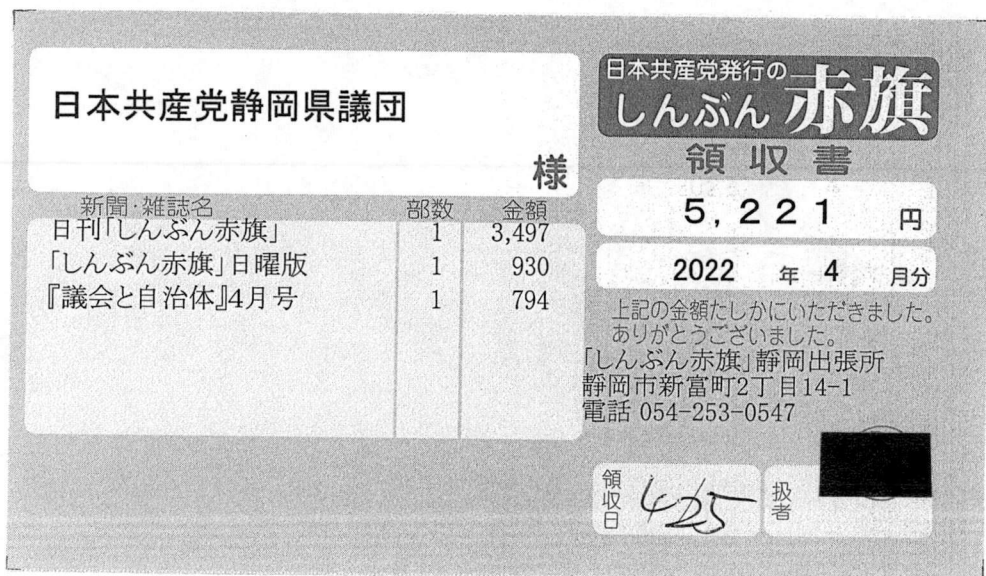 日本共産党静岡県議団
様
新聞・雑誌名 部数 金額
日刊「しんぶん赤旗」 1 3,497
「しんぶん赤旗」日曜版 1 930
『議会と自治体』4月号 1 794
日本共産党発行の
しんぶん赤旗
領収書
5,221 円
2022 年 4 月分
上記の金額たしかにいただきました。
ありがとうございました。
「しんぶん赤旗」静岡出張所
静岡市新富町2丁目14-1
電話 054-253-0547
領収日 4/25
扱者